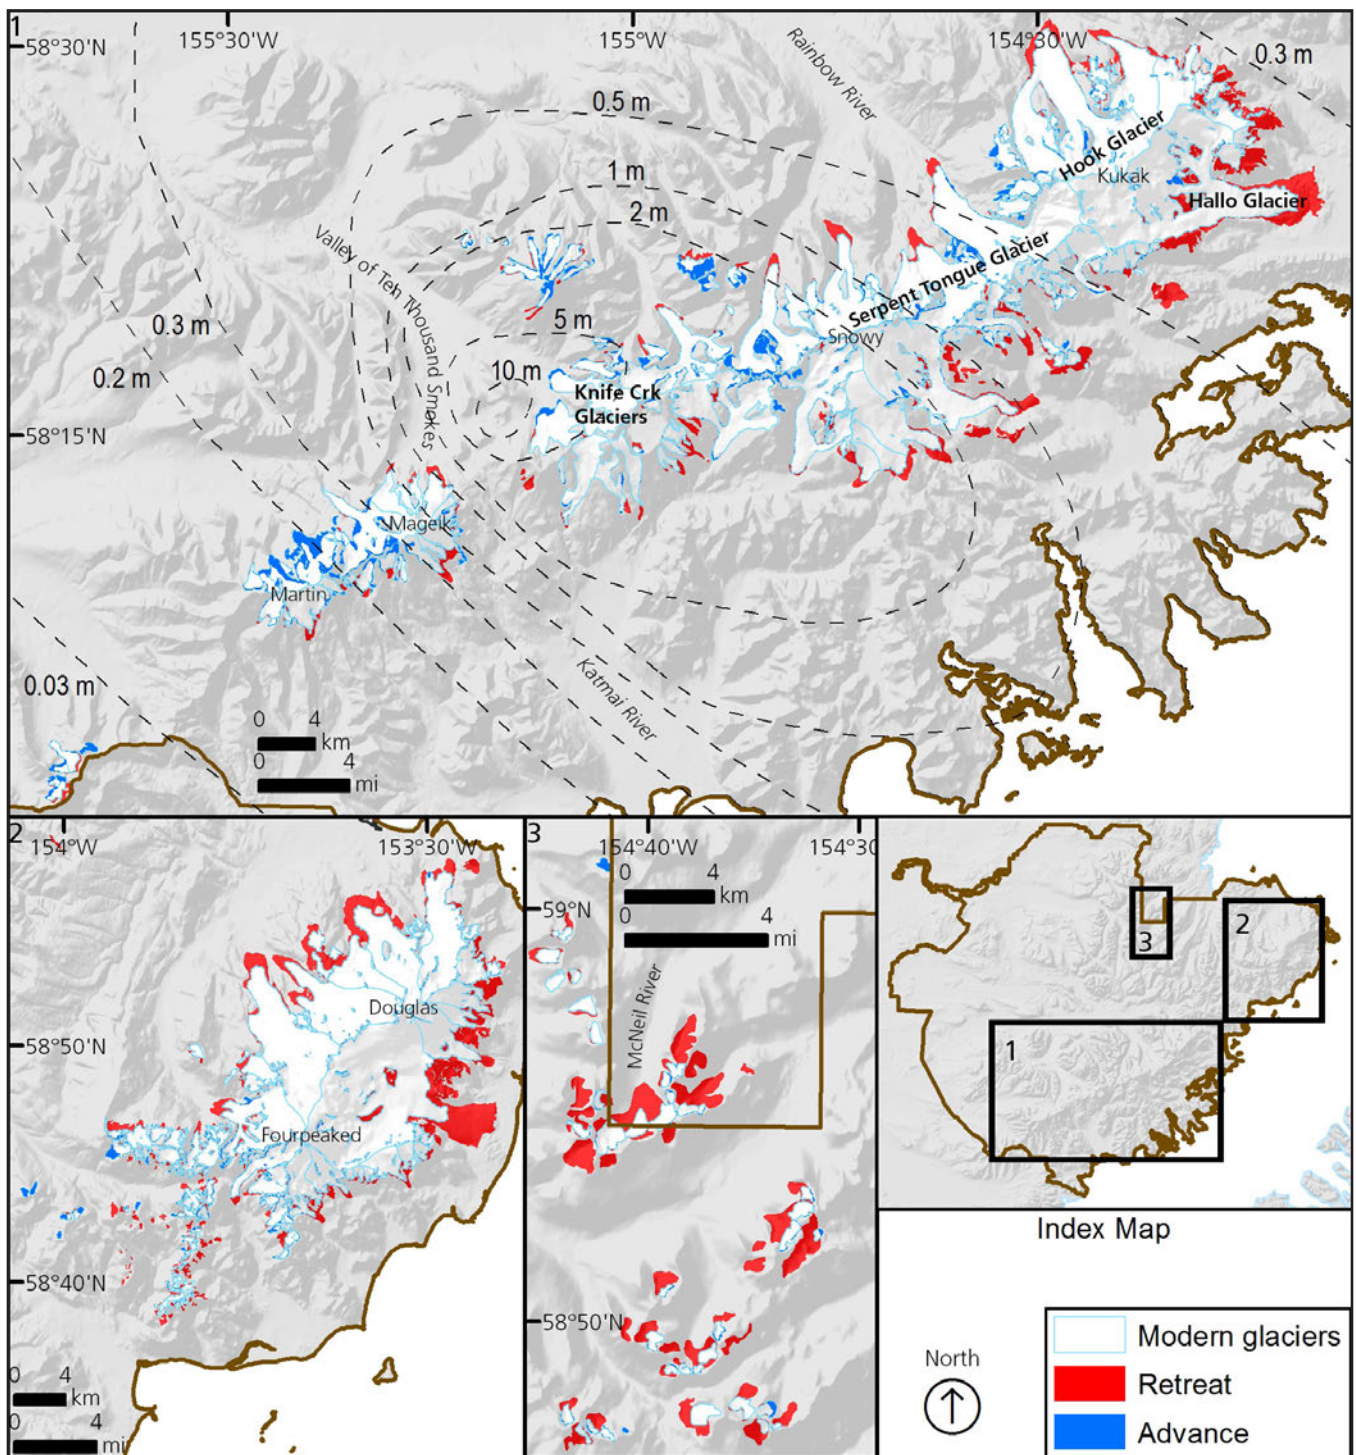 1
58°30'N
155°30'W
155°W
154°30'W
Rainbow River
0.3 m
0.5 m
1 m
2 m
Hook Glacier
Kukak
Hallo Glacier
Valley of Ten Thousand Smokes
Serpent Tongue Glacier
Snowy
0.3 m
5 m
0.2 m
10 m
Knife Crk
Glaciers
58°15'N
Mageik
Martin
Katmai River
0.03 m
0 4
km
0 4
mi
2
154°W
153°30'W
Douglas
58°50'N
Fourpeaked
58°40'N
0 4
km
0 4
mi
3
154°40'W
154°30
0 4
km
0 4
mi
59°N
McNeil River
58°50'N
3
2
1
Index Map
North
Modern glaciers
Retreat
Advance